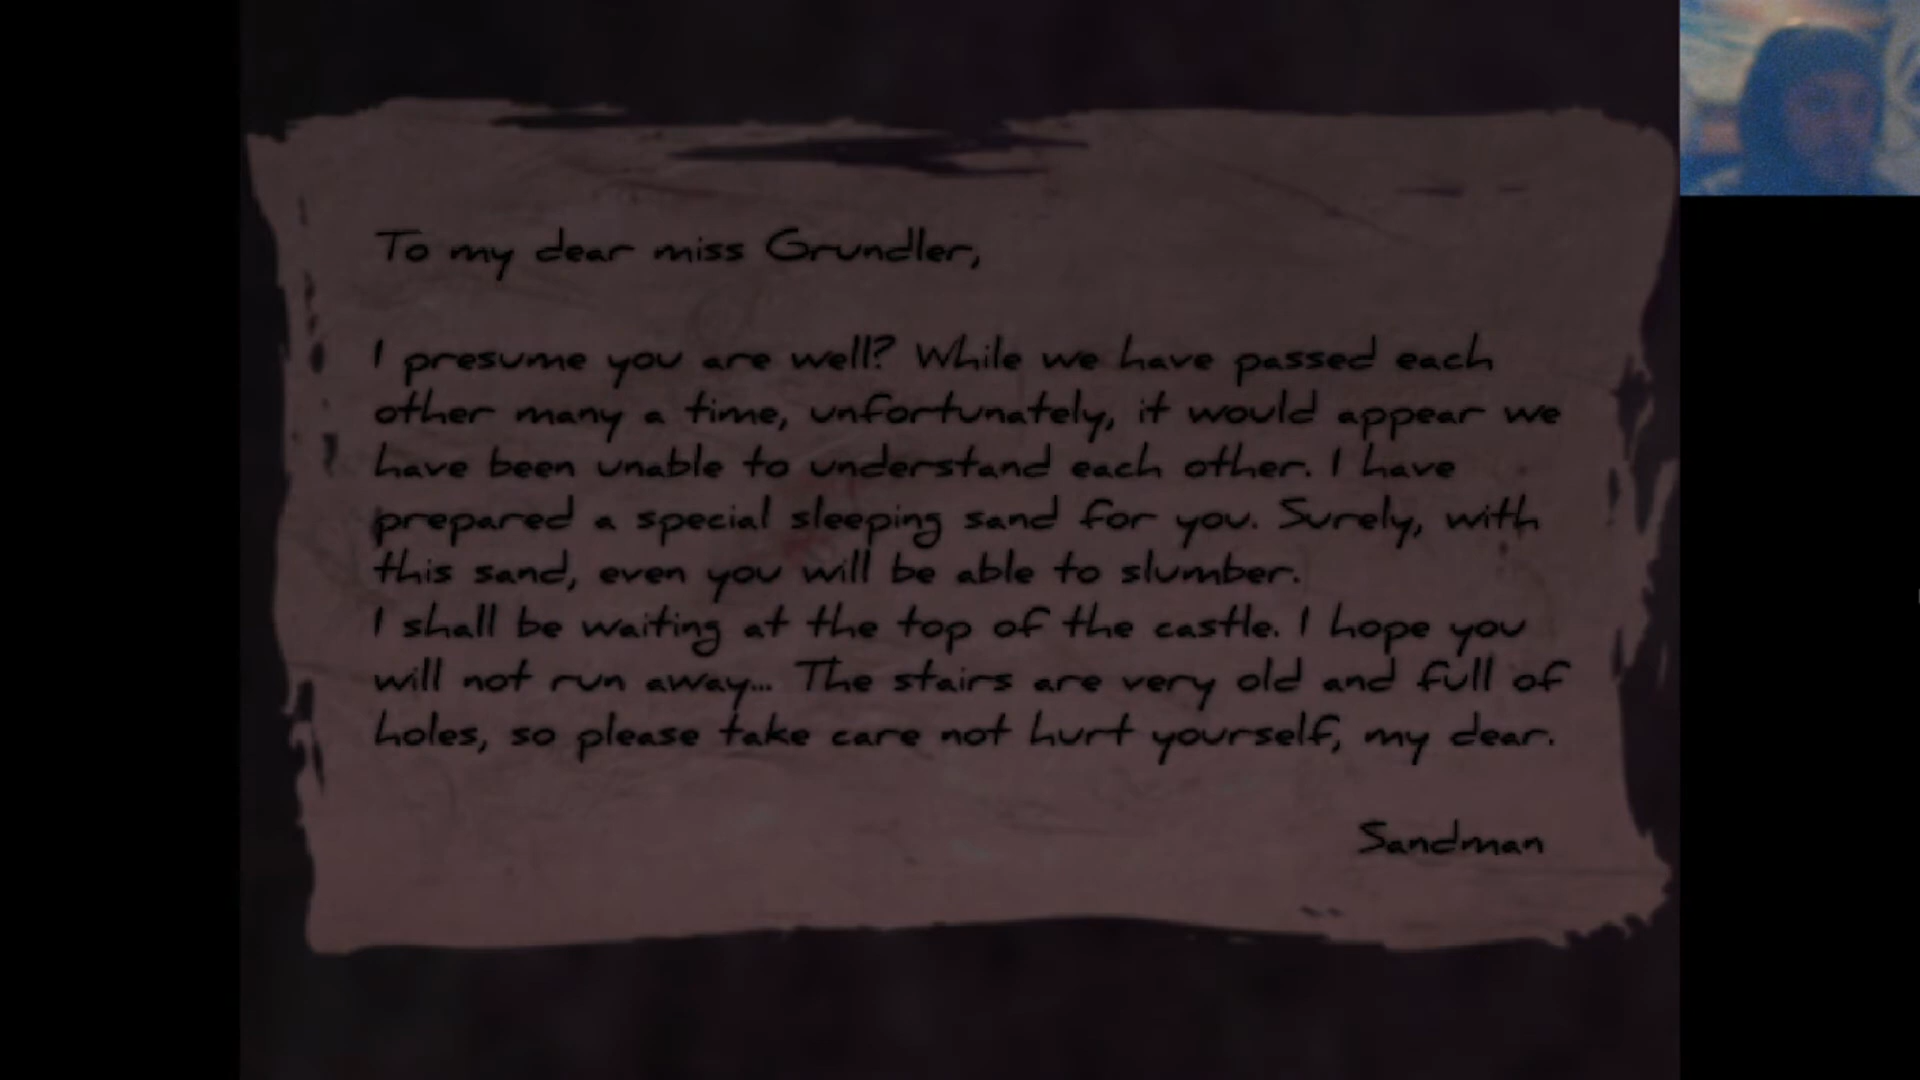 To my dear miss Grundler,
I presume you are well? While we have passed each
other many a time, unfortunately, it would appear we
have been unable to understand each other. I have
prepared a special sleeping sand for you. Surely, with
this sand, even you will be able to slumber.
I shall be waiting at the top of the castle. I hope you
will not run away... The stairs are very old and full of
holes, so please take care not hurt yourself, my dear.
Sandman